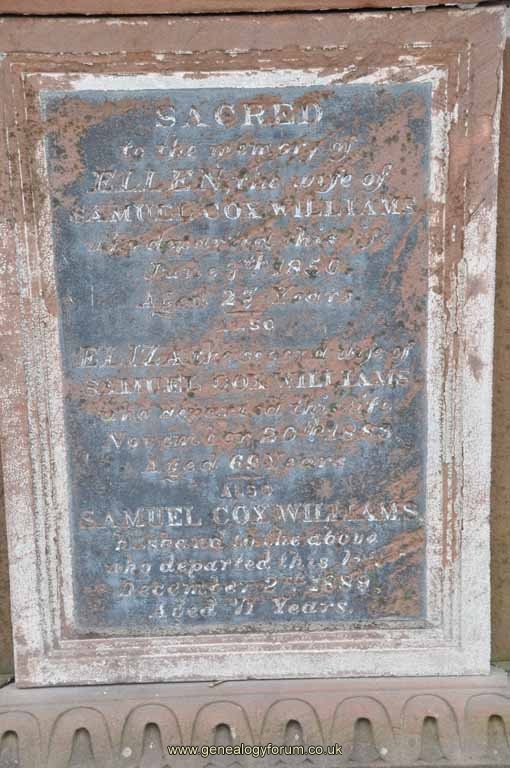 SACRED
to the memory of
ELLEN, the wife of
SAMUEL COX WILLIAMS
who departed this life
June 9th 1850.
Aged Years.
ALSO
ELIZA the second wife of
SAMUEL COX WILLIAMS
who departed this life
November 20th 1883
Aged 69 Years
ALSO
SAMUEL COX WILLIAMS
husband to the above
who departed this life
December 2nd 1889.
Aged 71 Years.
www.genealogyforum.co.uk